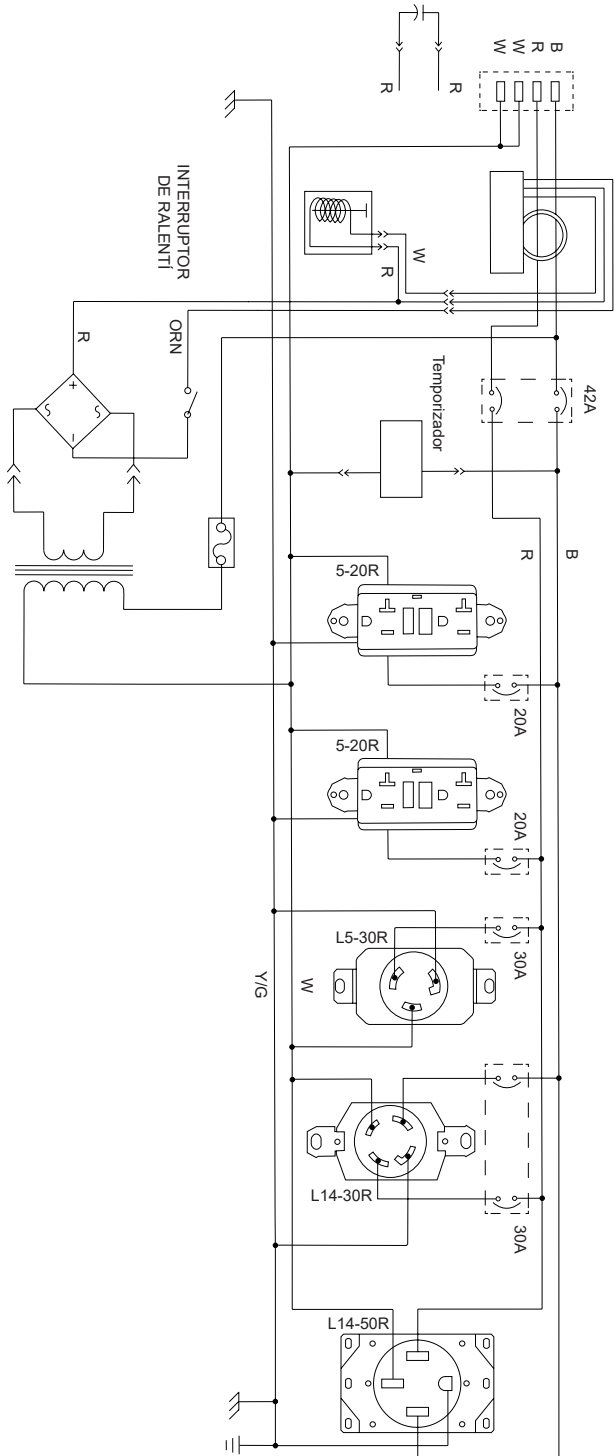 W
W
R
B
R
R
INTERRUPTOR
DE RALENTÍ
W
R
R
ORN
42A
Temporizador
R
B
5-20R
20A
5-20R
20A
L5-30R
30A
Y/G
W
L14-30R
30A
L14-50R